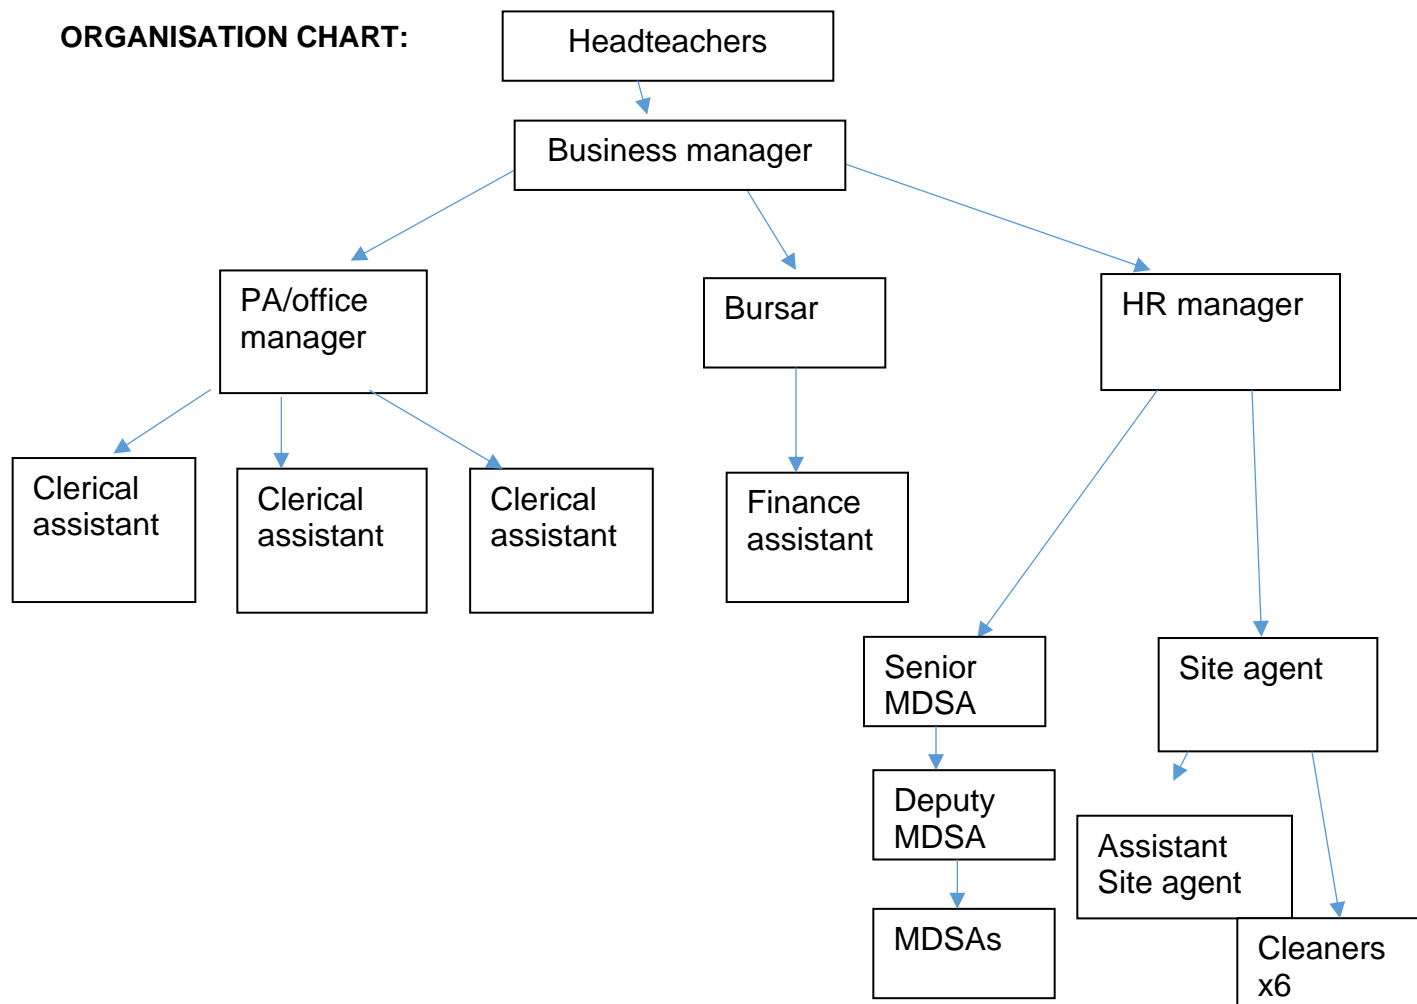 ORGANISATION CHART:
Headteachers
Business manager
PA/office
manager
Bursar
HR manager
Clerical
assistant
Clerical
assistant
Clerical
assistant
Finance
assistant
Senior
MDSA
Site agent
Deputy
MDSA
Assistant
Site agent
MDSAs
Cleaners
x6